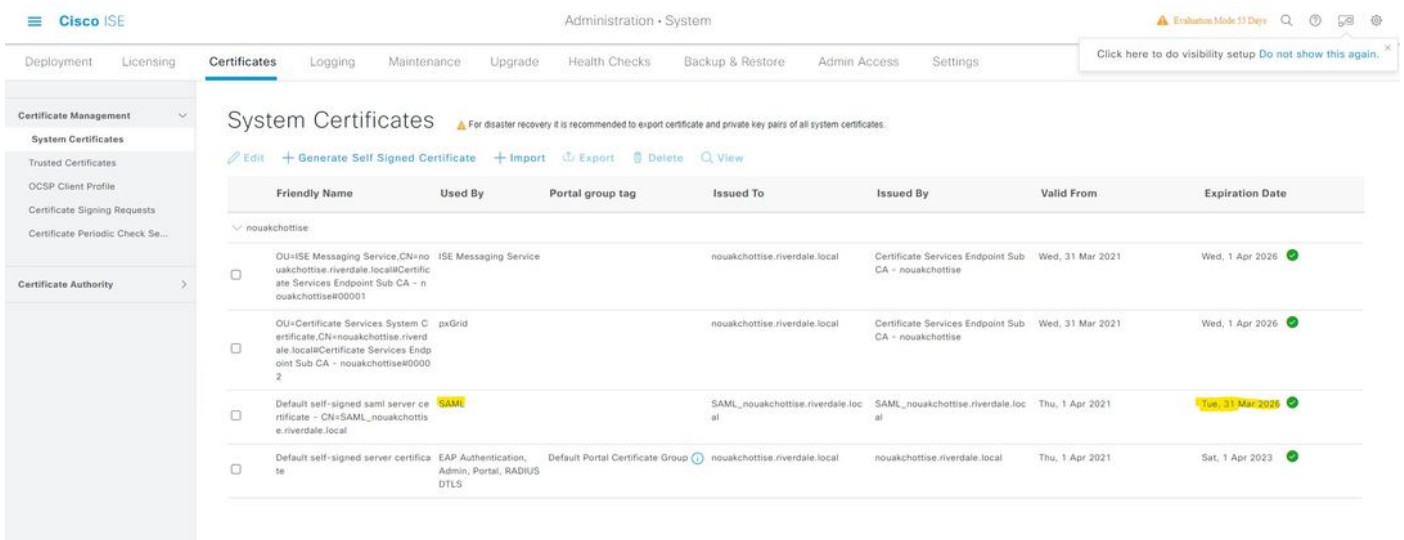 Cisco ISE
Administration · System
Evaluation Mode 53 Days
Click here to do visibility setup Do not show this again.
Deployment Licensing Certificates Logging Maintenance Upgrade Health Checks Backup & Restore Admin Access Settings
Certificate Management
System Certificates
Trusted Certificates
OCSP Client Profile
Certificate Signing Requests
Certificate Periodic Check Se...
Certificate Authority
System Certificates
For disaster recovery it is recommended to export certificate and private key pairs of all system certificates.
Edit Generate Self Signed Certificate Import Export Delete View
Friendly Name Used By Portal group tag Issued To Issued By Valid From Expiration Date
nouakchottise
OU=ISE Messaging Service,CN=no ISE Messaging Service nouakchottise.riverdale.local Certificate Services Endpoint Sub Wed, 31 Mar 2021 Wed, 1 Apr 2026
uakchottise.riverdale.local#Certific CA - nouakchottise
ate Services Endpoint Sub CA - n
ouakchottise#00001
OU=Certificate Services System C pxGrid nouakchottise.riverdale.local Certificate Services Endpoint Sub Wed, 31 Mar 2021 Wed, 1 Apr 2026
ertificate,CN=nouakchottise.riverd CA - nouakchottise
ale.local#Certificate Services Endp
oint Sub CA - nouakchottise#0000
2
Default self-signed saml server ce SAML SAML_nouakchottise.riverdale.loc SAML_nouakchottise.riverdale.loc Thu, 1 Apr 2021 Tue, 31 Mar 2026
rtificate - CN=SAML_nouakchottis al al
e.riverdale.local
Default self-signed server certifica EAP Authentication, Default Portal Certificate Group nouakchottise.riverdale.local nouakchottise.riverdale.local Thu, 1 Apr 2021 Sat, 1 Apr 2023
te Admin, Portal, RADIUS
DTLS